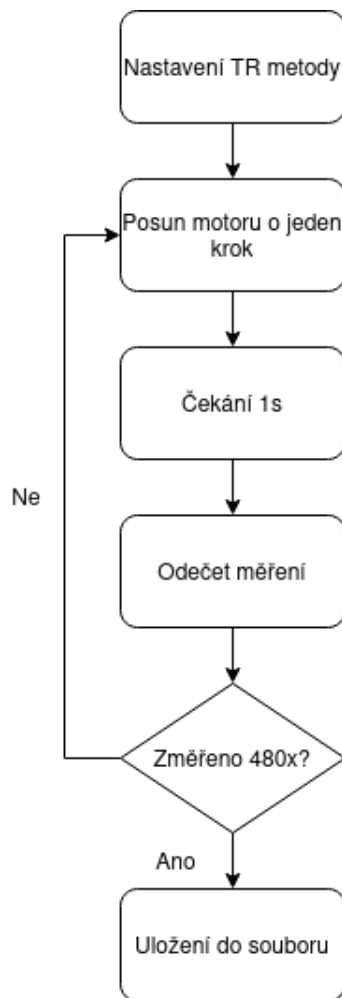 Nastavení TR metody
Posun motoru o jeden
krok
Čekání 1s
Ne
Odečet měření
Změřeno 480x?
Ano
Uložení do souboru